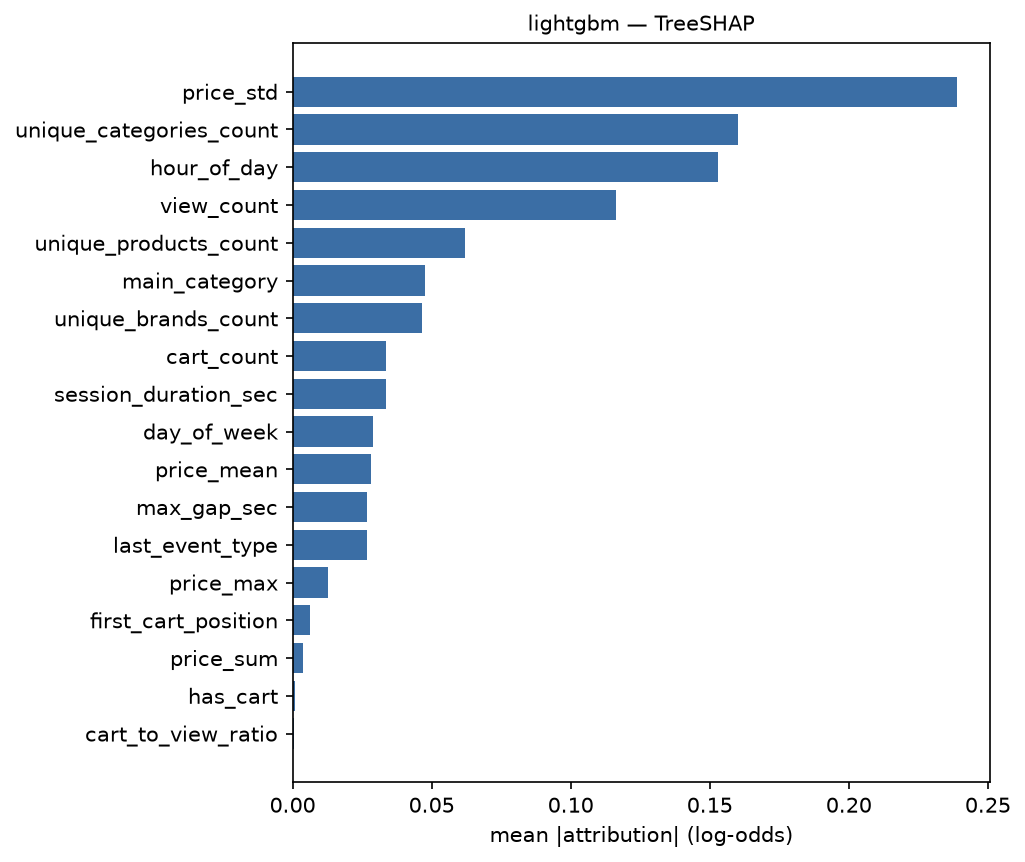 lightgbm — TreeSHAP
price_std
unique_categories_count
hour_of_day
view_count
unique_products_count
main_category
unique_brands_count
cart_count
session_duration_sec
day_of_week
price_mean
max_gap_sec
last_event_type
price_max
first_cart_position
price_sum
has_cart
cart_to_view_ratio
0.00 0.05 0.10 0.15 0.20 0.25
mean |attribution| (log-odds)